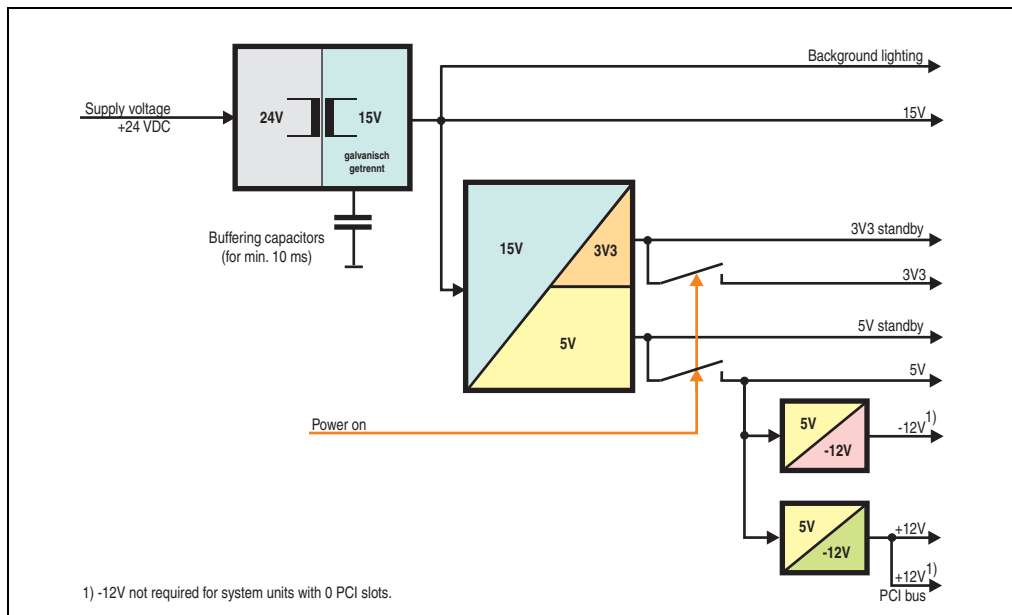 Background lighting
Supply voltage
+24 VDC
24V
15V
galvanisch
getrennt
15V
Buffering capacitors
(for min. 10 ms)
15V
3V3
5V
3V3 standby
3V3
5V standby
5V
Power on
5V
-12V
-12V1)
5V
-12V
+12V
+12V1)
PCI bus
1) -12V not required for system units with 0 PCI slots.